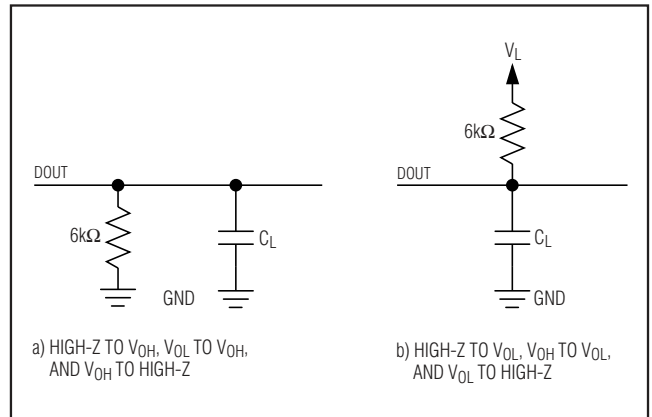 DOUT
6kΩ
C_L
GND
a) HIGH-Z TO V_OH, V_OL TO V_OH,
AND V_OH TO HIGH-Z
V_L
6kΩ
DOUT
C_L
GND
b) HIGH-Z TO V_OL, V_OH TO V_OL,
AND V_OL TO HIGH-Z